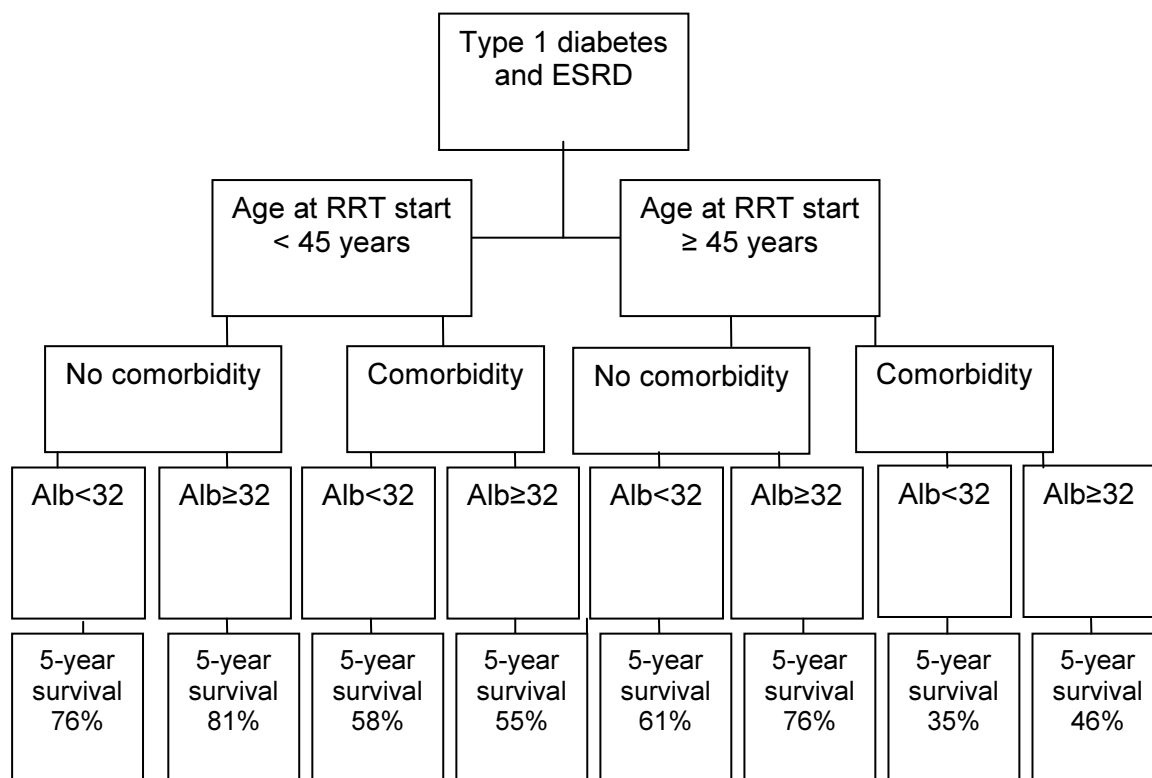 Type 1 diabetes
and ESRD
Age at RRT start
< 45 years
Age at RRT start
≥ 45 years
No comorbidity
Comorbidity
No comorbidity
Comorbidity
Alb<32
Alb≥32
Alb<32
Alb≥32
Alb<32
Alb≥32
Alb<32
Alb≥32
5-year
survival
76%
5-year
survival
81%
5-year
survival
58%
5-year
survival
55%
5-year
survival
61%
5-year
survival
76%
5-year
survival
35%
5-year
survival
46%